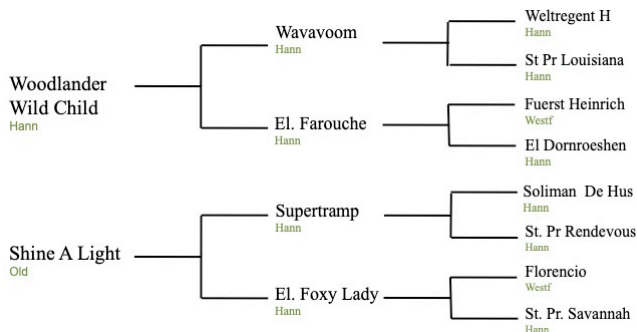 Weltregent H
Hann
Wavavoom
Hann
St Pr Louisiana
Hann
Woodlander
Wild Child
Hann
Fuerst Heinrich
Westf
El. Farouche
Hann
El Dornroeshen
Hann
Soliman De Hus
Hann
Supertramp
Hann
St. Pr Rendevous
Hann
Shine A Light
Old
Florencio
Westf
El. Foxy Lady
Hann
St. Pr. Savannah
Hann